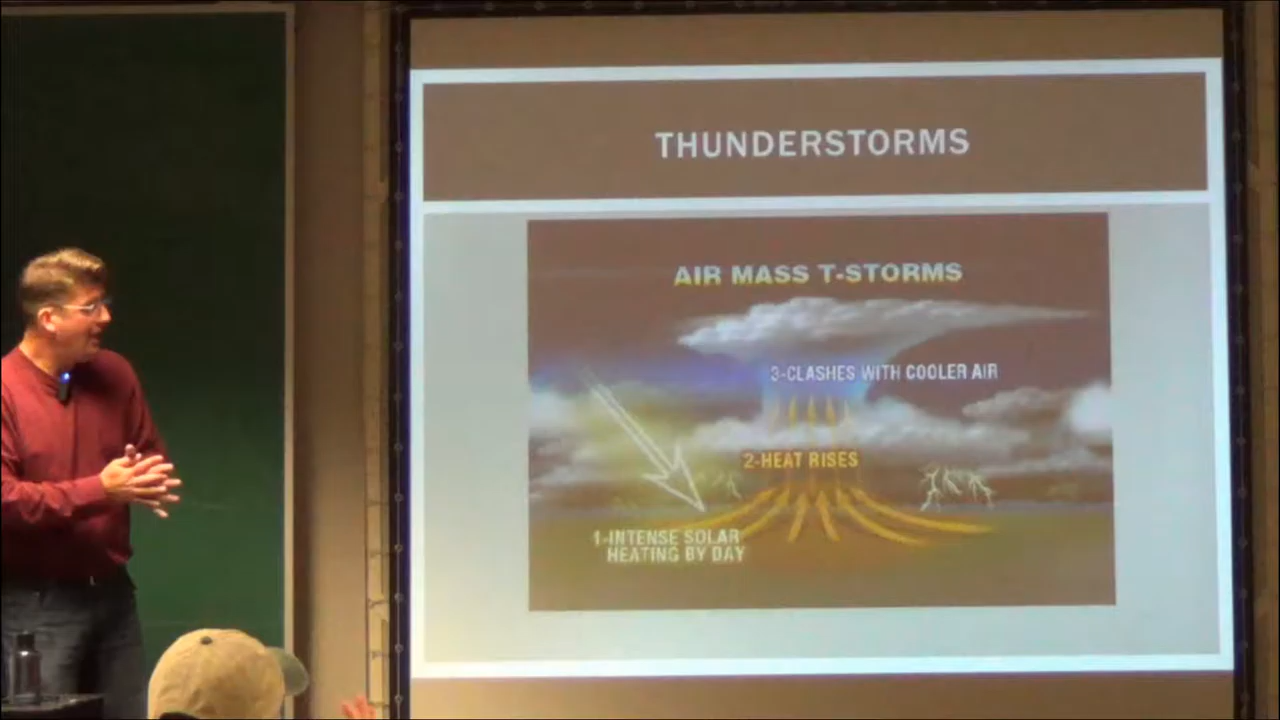 THUNDERSTORMS
AIR MASS T-STORMS
3-CLASHES WITH COOLER AIR
2-HEAT RISES
1-INTENSE SOLAR
HEATING BY DAY